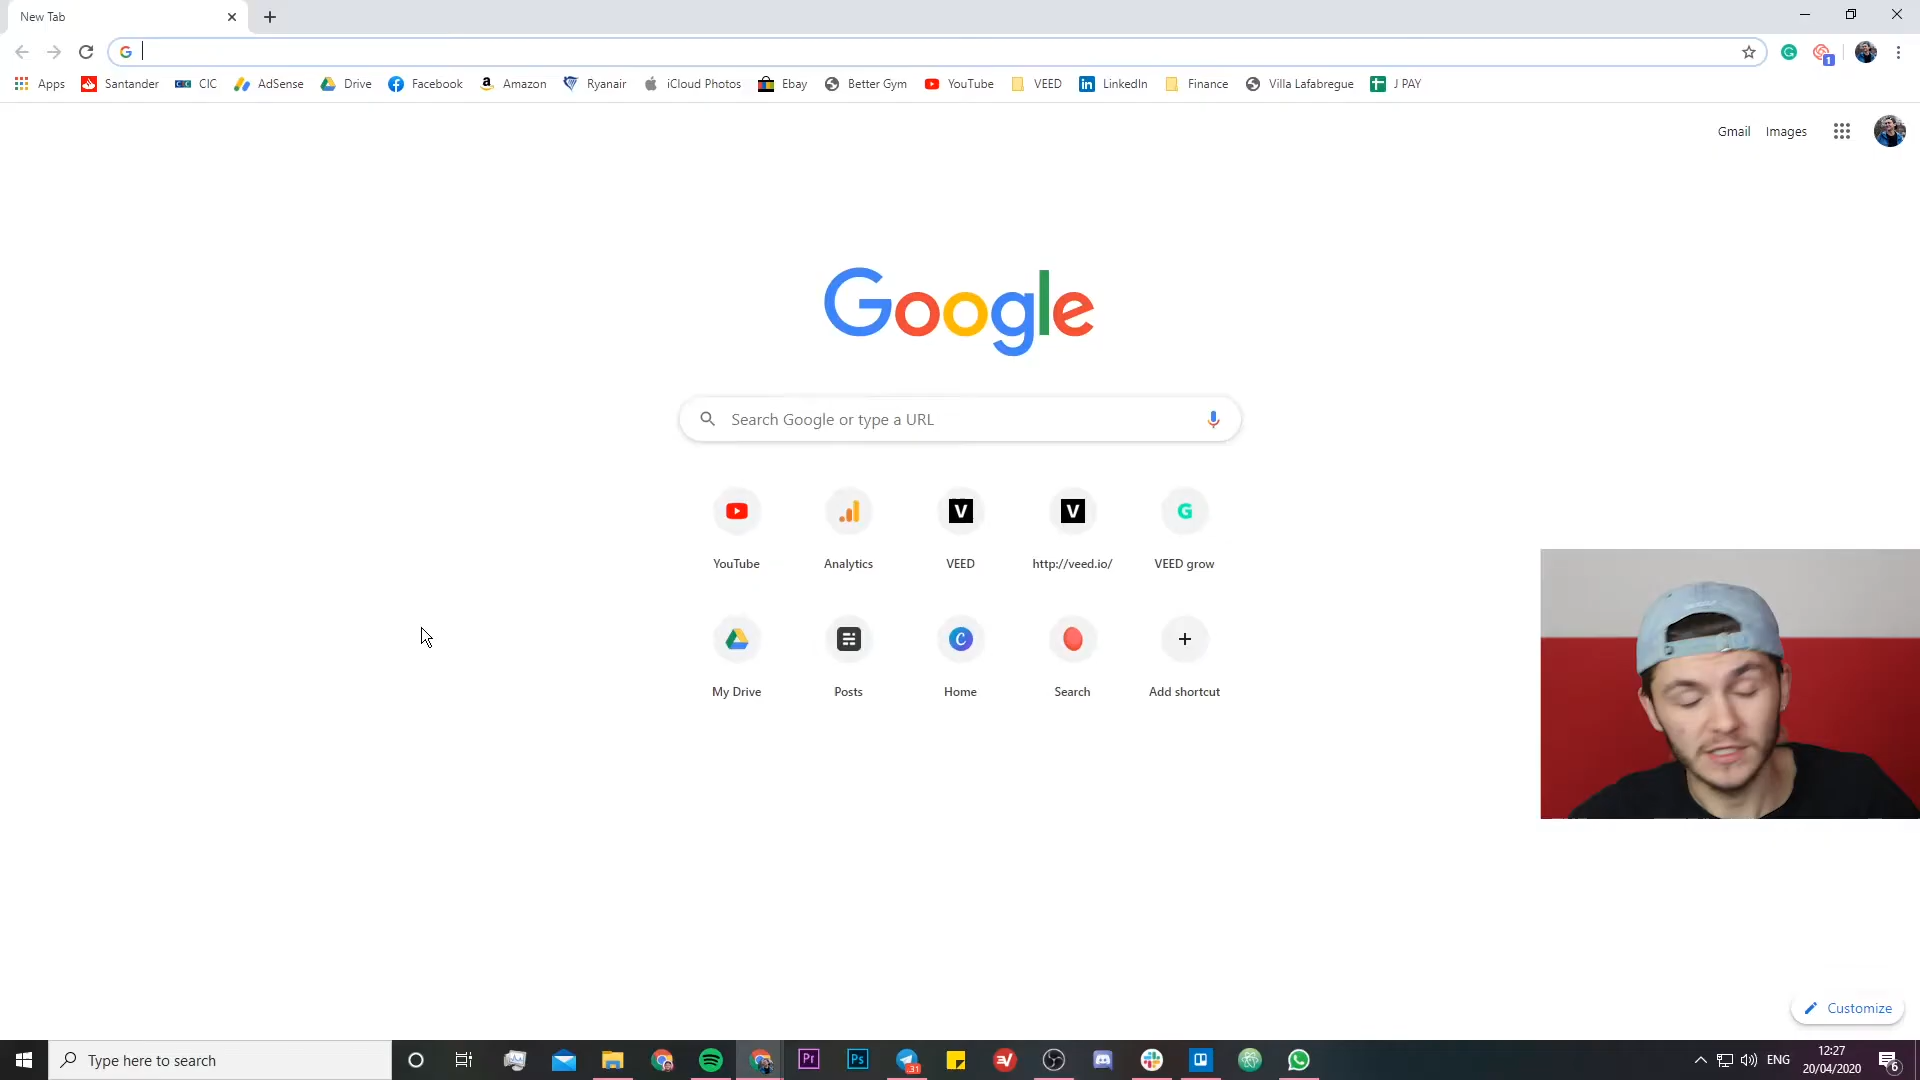 New Tab
Apps Santander CIC AdSense Drive Facebook Amazon Ryanair iCloud Photos Ebay Better Gym YouTube VEED LinkedIn Finance Villa Lafabregue J PAY
Gmail Images
Google
Search Google or type a URL
YouTube Analytics VEED http://veed.io/ VEED grow
My Drive Posts Home Search Add shortcut
Customize
Type here to search
ENG
12:27
20/04/2020